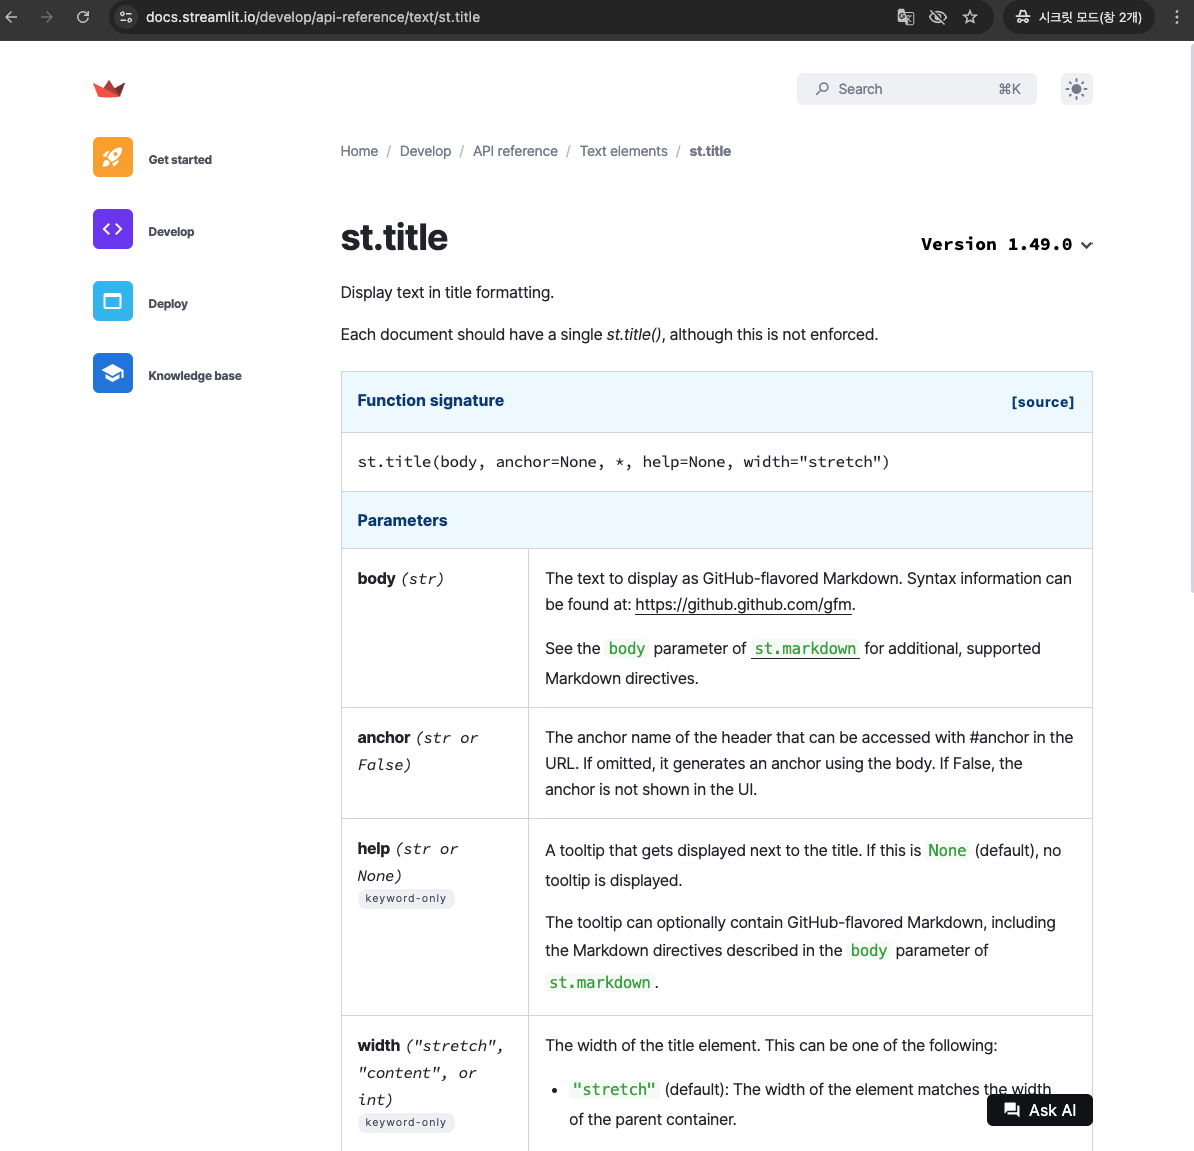 docs.streamlit.io/develop/api-reference/text/st.title
시크릿 모드(창 2개)
Search ⌘K
Get started
Develop
Deploy
Knowledge base
Home / Develop / API reference / Text elements / st.title
st.title
Version 1.49.0
Display text in title formatting.
Each document should have a single st.title(), although this is not enforced.
Function signature [source]
st.title(body, anchor=None, *, help=None, width="stretch")
Parameters
body (str)
The text to display as GitHub-flavored Markdown. Syntax information can
be found at: https://github.github.com/gfm.
See the body parameter of st.markdown for additional, supported
Markdown directives.
anchor (str or
False)
The anchor name of the header that can be accessed with #anchor in the
URL. If omitted, it generates an anchor using the body. If False, the
anchor is not shown in the UI.
help (str or
None)
keyword-only
A tooltip that gets displayed next to the title. If this is None (default), no
tooltip is displayed.
The tooltip can optionally contain GitHub-flavored Markdown, including
the Markdown directives described in the body parameter of
st.markdown.
width ("stretch",
"content", or
int)
keyword-only
The width of the title element. This can be one of the following:
• "stretch" (default): The width of the element matches the width
of the parent container.
Ask AI